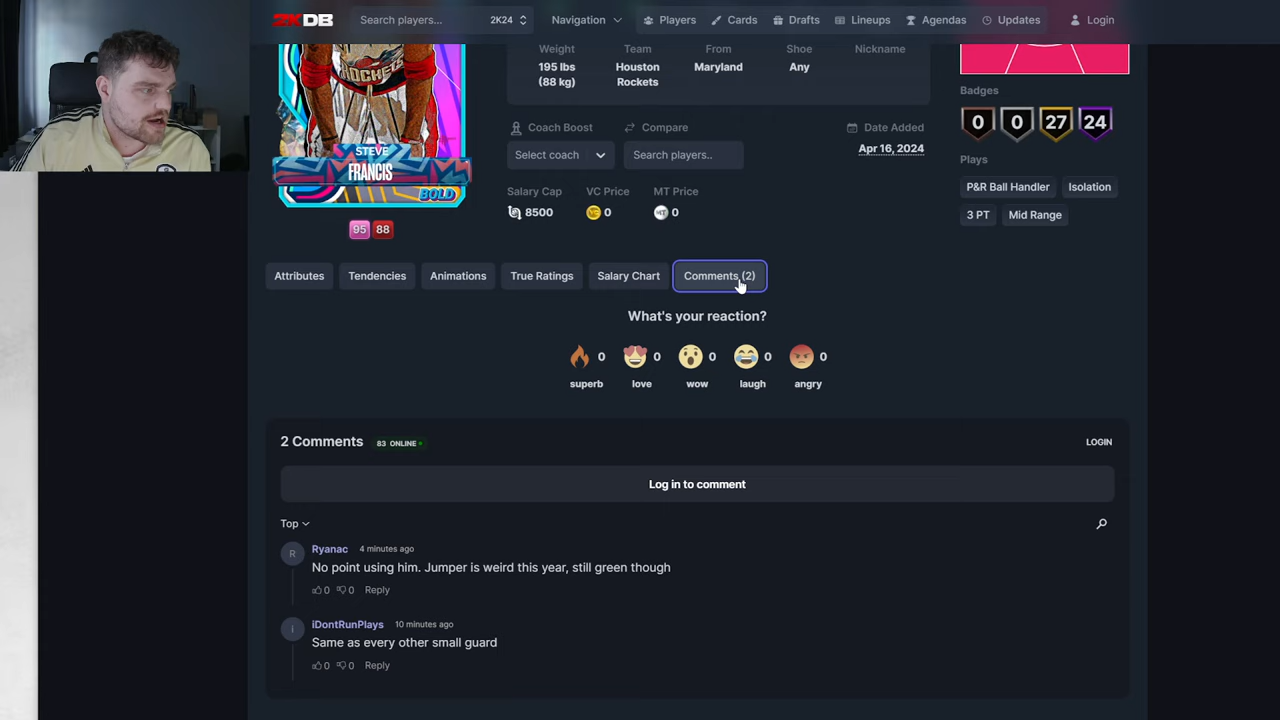 2KDB
Search players...
2K24
Navigation
Players
Cards
Drafts
Lineups
Agendas
Updates
Login
ROCKETS
STEVE
FRANCIS
BOLD
95
88
Weight
195 lbs
(88 kg)
Team
Houston
Rockets
From
Maryland
Shoe
Any
Nickname
Coach Boost
Select coach
Compare
Search players..
Date Added
Apr 16, 2024
Salary Cap
8500
VC Price
VC
0
MT Price
MT
0
Badges
0
0
27
24
Plays
P&R Ball Handler
Isolation
3 PT
Mid Range
Attributes
Tendencies
Animations
True Ratings
Salary Chart
Comments (2)
What's your reaction?
0
0
0
0
0
superb
love
wow
laugh
angry
2 Comments
83 ONLINE
LOGIN
Log in to comment
Top
R
Ryanac 4 minutes ago
No point using him. Jumper is weird this year, still green though
0 0 Reply
i
iDontRunPlays 10 minutes ago
Same as every other small guard
0 0 Reply